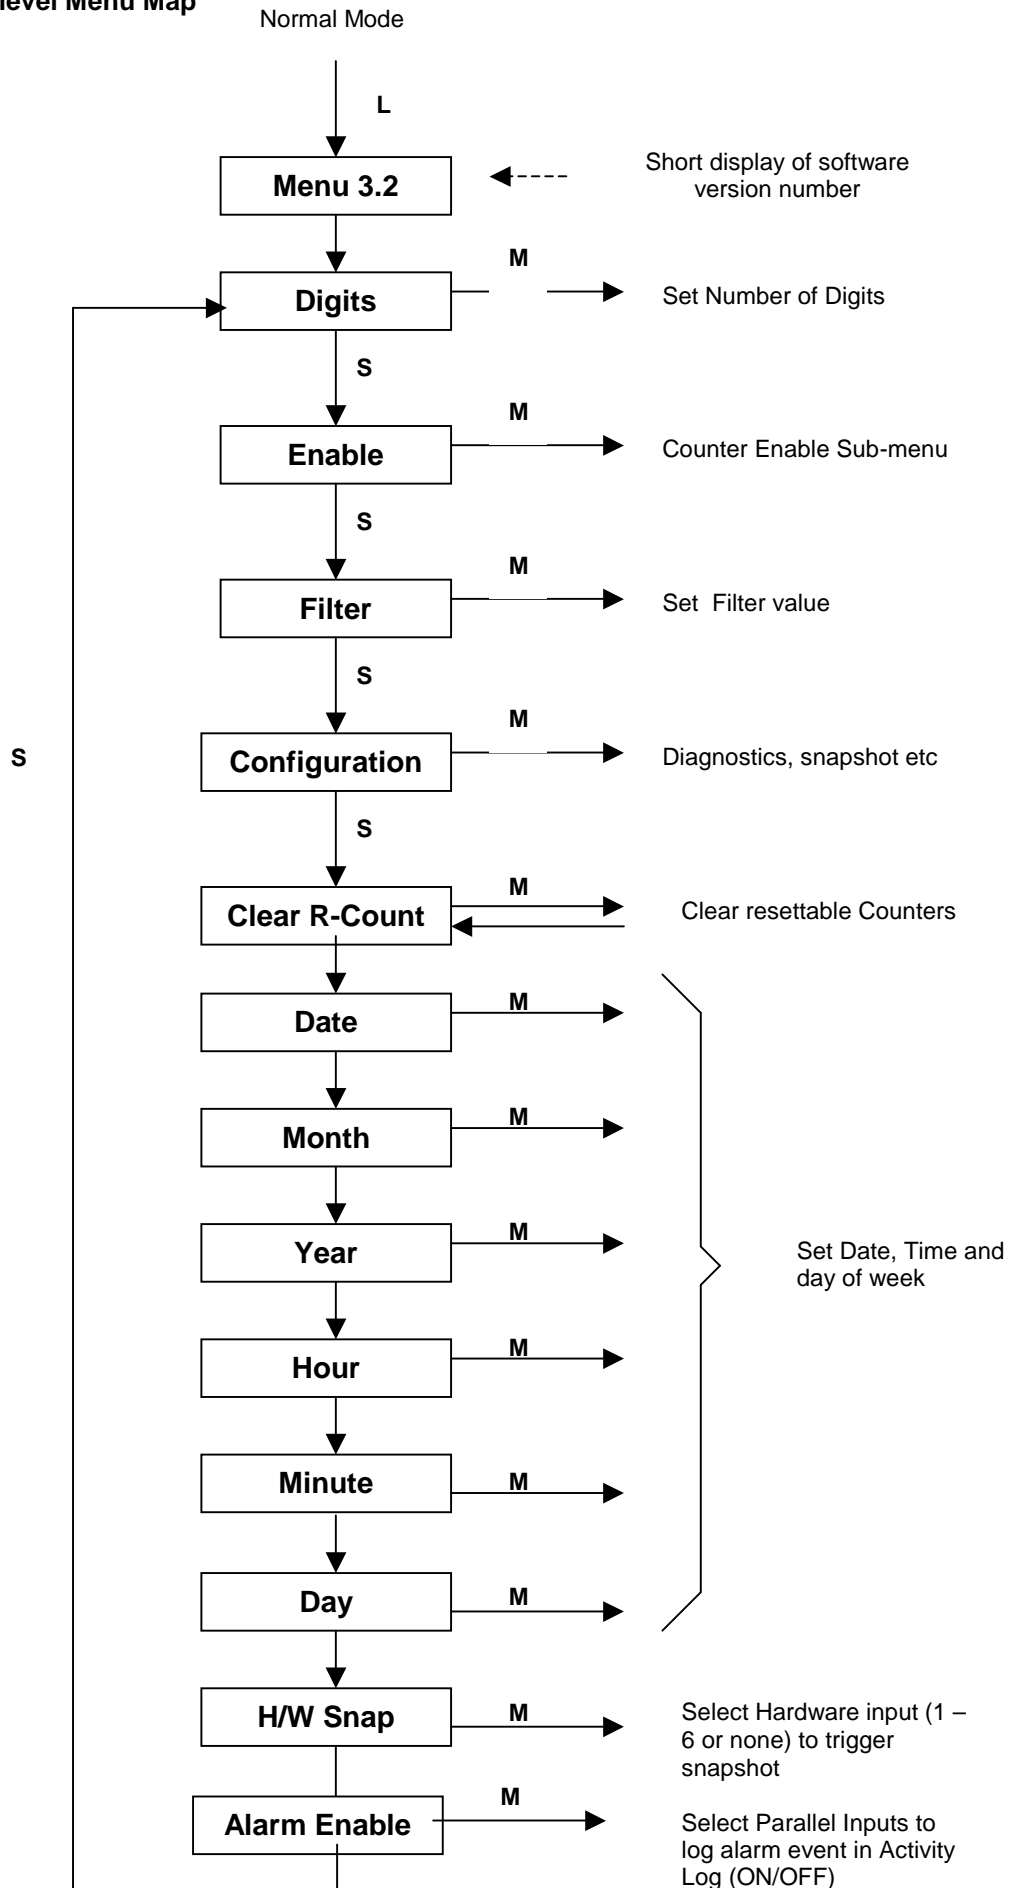 level Menu Map
Normal Mode
L
Menu 3.2
Short display of software
version number
M
Digits
Set Number of Digits
S
M
Enable
Counter Enable Sub-menu
S
M
Filter
Set Filter value
S
M
S
Configuration
Diagnostics, snapshot etc
S
M
Clear R-Count
Clear resettable Counters
M
Date
M
Month
M
Year
Set Date, Time and
day of week
M
Hour
M
Minute
M
Day
M
H/W Snap
Select Hardware input (1 –
6 or none) to trigger
snapshot
M
Alarm Enable
Select Parallel Inputs to
log alarm event in Activity
Log (ON/OFF)